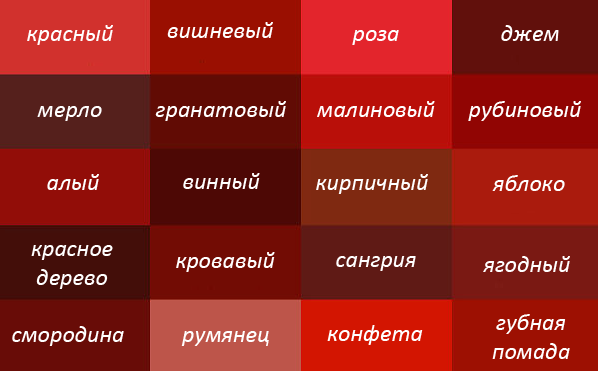 красный
вишневый
роза
джем
мерло
гранатовый
малиновый
рубиновый
алый
винный
кирпичный
яблоко
красное
дерево
кровавый
сангрия
ягодный
смородина
румянец
конфета
губная
помада